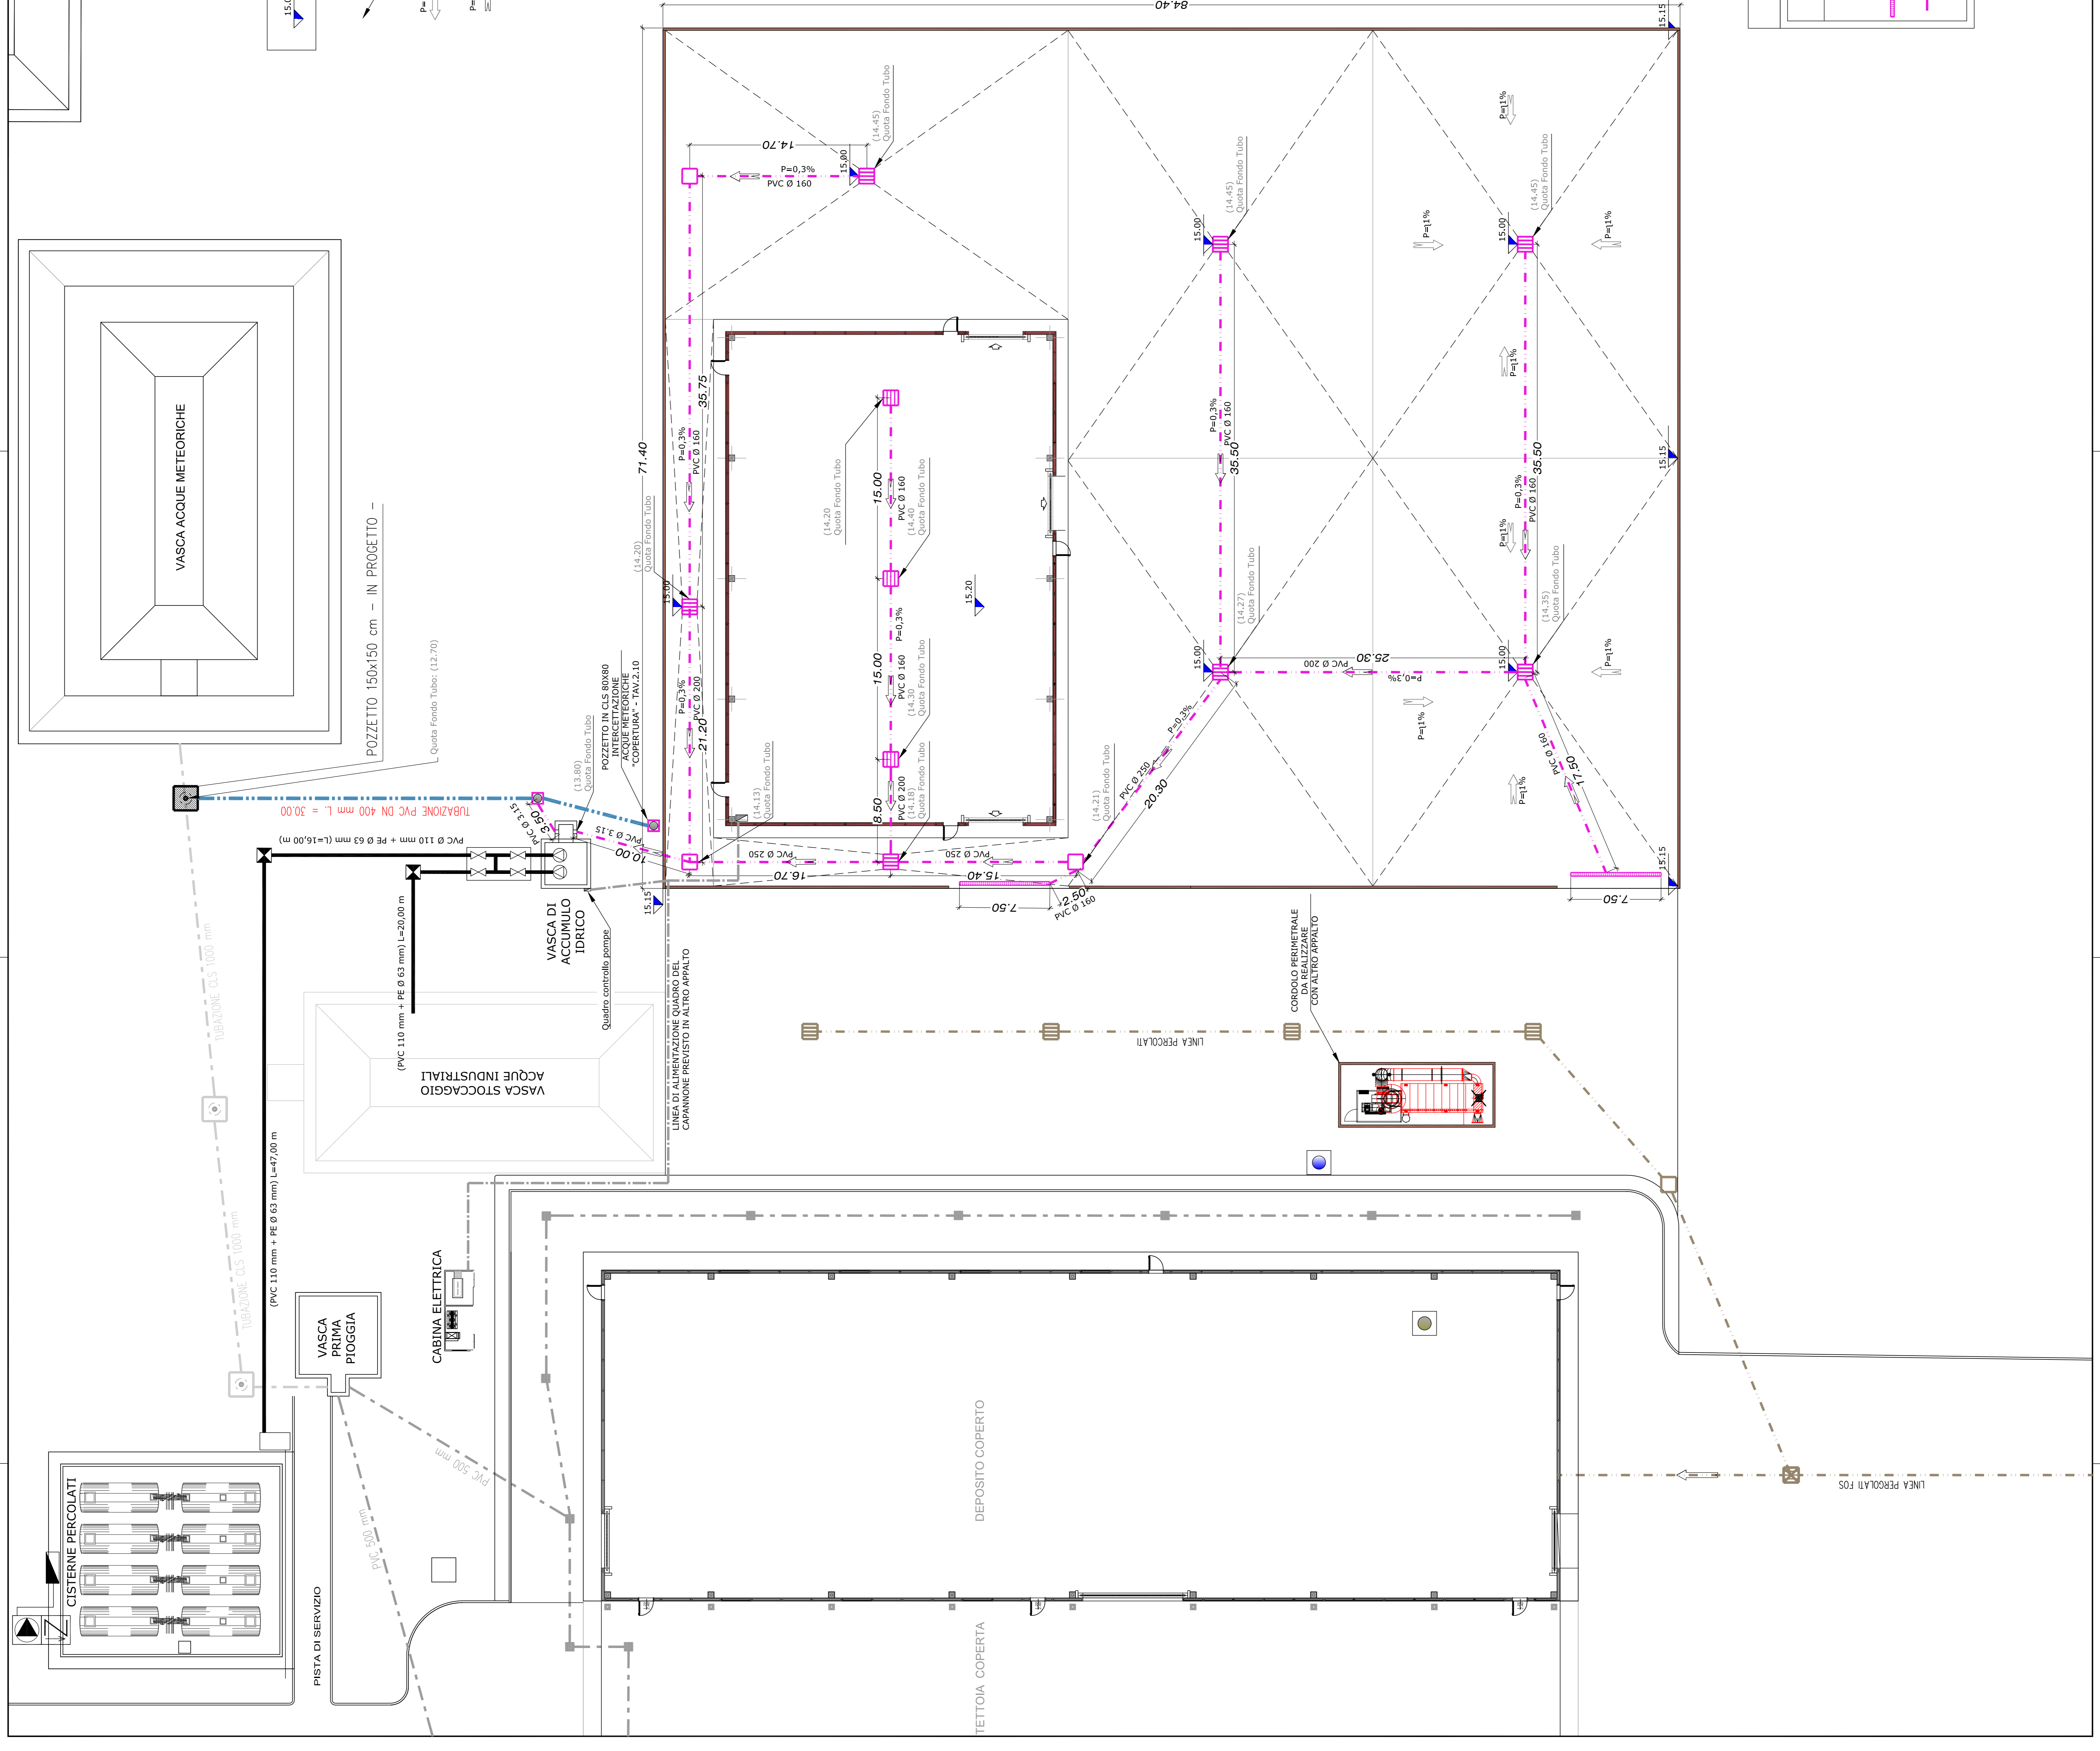 15.0
P=
P=
84.40
15.15
VASCA ACQUE METEORICHE
POZZETTO 150x150 cm – IN PROGETTO –
Quota Fondo Tubo: (12.70)
TUBAZIONE PVC DN 400 mm L. = 30.00
PVC Ø 110 mm + PE Ø 63 mm (L=16,00 m)
(PVC 110 mm + PE Ø 63 mm) L=20,00 m
(PVC 110 mm + PE Ø 63 mm) L=47,00 m
TUBAZIONE CLS 1000 mm
TUBAZIONE CLS 1000 mm
71.40
14.70
15.00
P=0,3%
PVC Ø 160
(14.45)
Quota Fondo Tubo
35.75
P=0,3%
PVC Ø 160
(14.20)
Quota Fondo Tubo
15.00
P=0,3%
PVC Ø 200
21.20
POZZETTO IN CLS 80X80
INTERCETTAZIONE
ACQUE METEORICHE
"COPERTURA" - TAV.2.10
(13.80)
Quota Fondo Tubo
PVC Ø 3.15
3.50
PVC Ø 3.15
10.00
(14.13)
Quota Fondo Tubo
15.15
(14.20
Quota Fondo Tubo
15.00
PVC Ø 160
(14.40
Quota Fondo Tubo
P=0,3%
15.20
15.00
PVC Ø 160
(14.30
Quota Fondo Tubo
8.50
PVC Ø 200
(14.18)
Quota Fondo Tubo
PVC Ø 250
PVC Ø 250
16.70
15.40
7.50
2.50
PVC Ø 160
(14.21)
Quota Fondo Tubo
PVC Ø 250
P=0,3%
20.30
15.00
(14.45)
Quota Fondo Tubo
P=0,3%
PVC Ø 160
35.50
15.00
(14.27)
Quota Fondo Tubo
25.30
PVC Ø 200
P=0,3%
15.00
(14.45)
Quota Fondo Tubo
P=0,3%
PVC Ø 160
35.50
15.00
(14.35)
Quota Fondo Tubo
PVC Ø 160
17.50
7.50
15.15
15.15
P=1%
P=1%
P=1%
P=1%
P=1%
P=1%
P=1%
P=1%
VASCA DI
ACCUMULO
IDRICO
Quadro controllo pompe
LINEA DI ALIMENTAZIONE QUADRO DEL
CAPANNONE PREVISTO IN ALTRO APPALTO
VASCA STOCCAGGIO
ACQUE INDUSTRIALI
CORDOLO PERIMETRALE
DA REALIZZARE
CON ALTRO APPALTO
LINEA PERCOLATI
LINEA PERCOLATI FOS
CABINA ELETTRICA
VASCA
PRIMA
PIOGGIA
PVC 500 mm
PVC 500 mm
CISTERNE PERCOLATI
PISTA DI SERVIZIO
DEPOSITO COPERTO
TETTOIA COPERTA
N